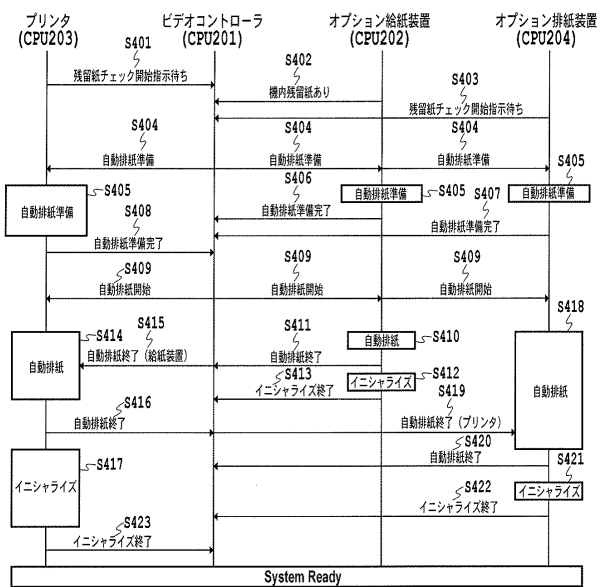 プリンタ ビデオコントローラ オプション給紙装置 オプション排紙装置
(CPU203) (CPU201) (CPU202) (CPU204)
S401
残留紙チェック開始指示待ち
S402
機内残留紙あり
S403
残留紙チェック開始指示待ち
S404 S404 S404
自動排紙準備 自動排紙準備 自動排紙準備
S405
自動排紙準備
S405
自動排紙準備
S405
自動排紙準備
S406
自動排紙準備完了
S407
自動排紙準備完了
S408
自動排紙準備完了
S409 S409 S409
自動排紙開始 自動排紙開始 自動排紙開始
S418
自動排紙
S414
自動排紙
S415
自動排紙終了（給紙装置）
S411
自動排紙終了
自動排紙
S410
S413
イニシャライズ終了
イニシャライズ
S412
S416
自動排紙終了
S419
自動排紙終了（プリンタ）
S420
自動排紙終了
S417
イニシャライズ
S421
イニシャライズ
S422
イニシャライズ終了
S423
イニシャライズ終了
System Ready